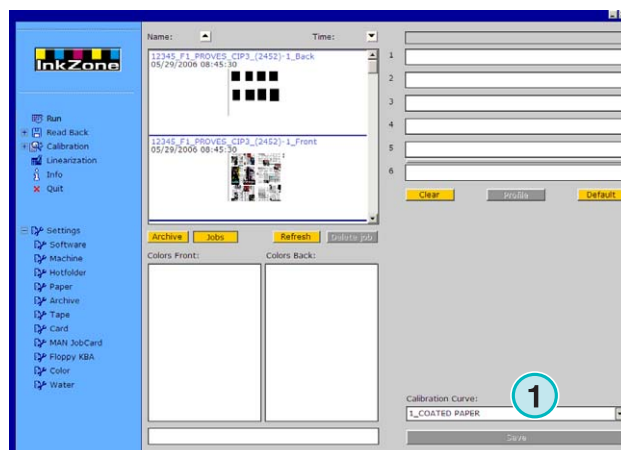 Name:
Time:
InkZone
12345_F1_PROVES_CIP3_(2452)-1_Back
05/29/2006 08:45:30
12345_F1_PROVES_CIP3_(2452)-1_Front
05/29/2006 08:45:30
1
2
3
4
5
6
Clear
Profile
Default
Run
Read Back
Calibration
Linearization
Info
Quit
Settings
Software
Machine
Hotfolder
Paper
Archive
Tape
Card
MAN JobCard
Floppy KBA
Color
Water
Archive
Jobs
Refresh
Delete job
Colors Front:
Colors Back:
1
Calibration Curve:
1_COATED PAPER
Save